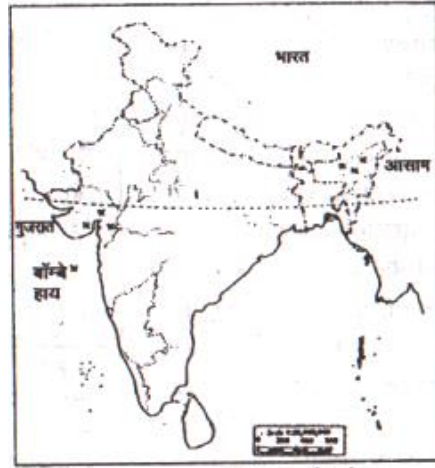 भारत
आसाम
गुजरात
बॉम्बे
हाय